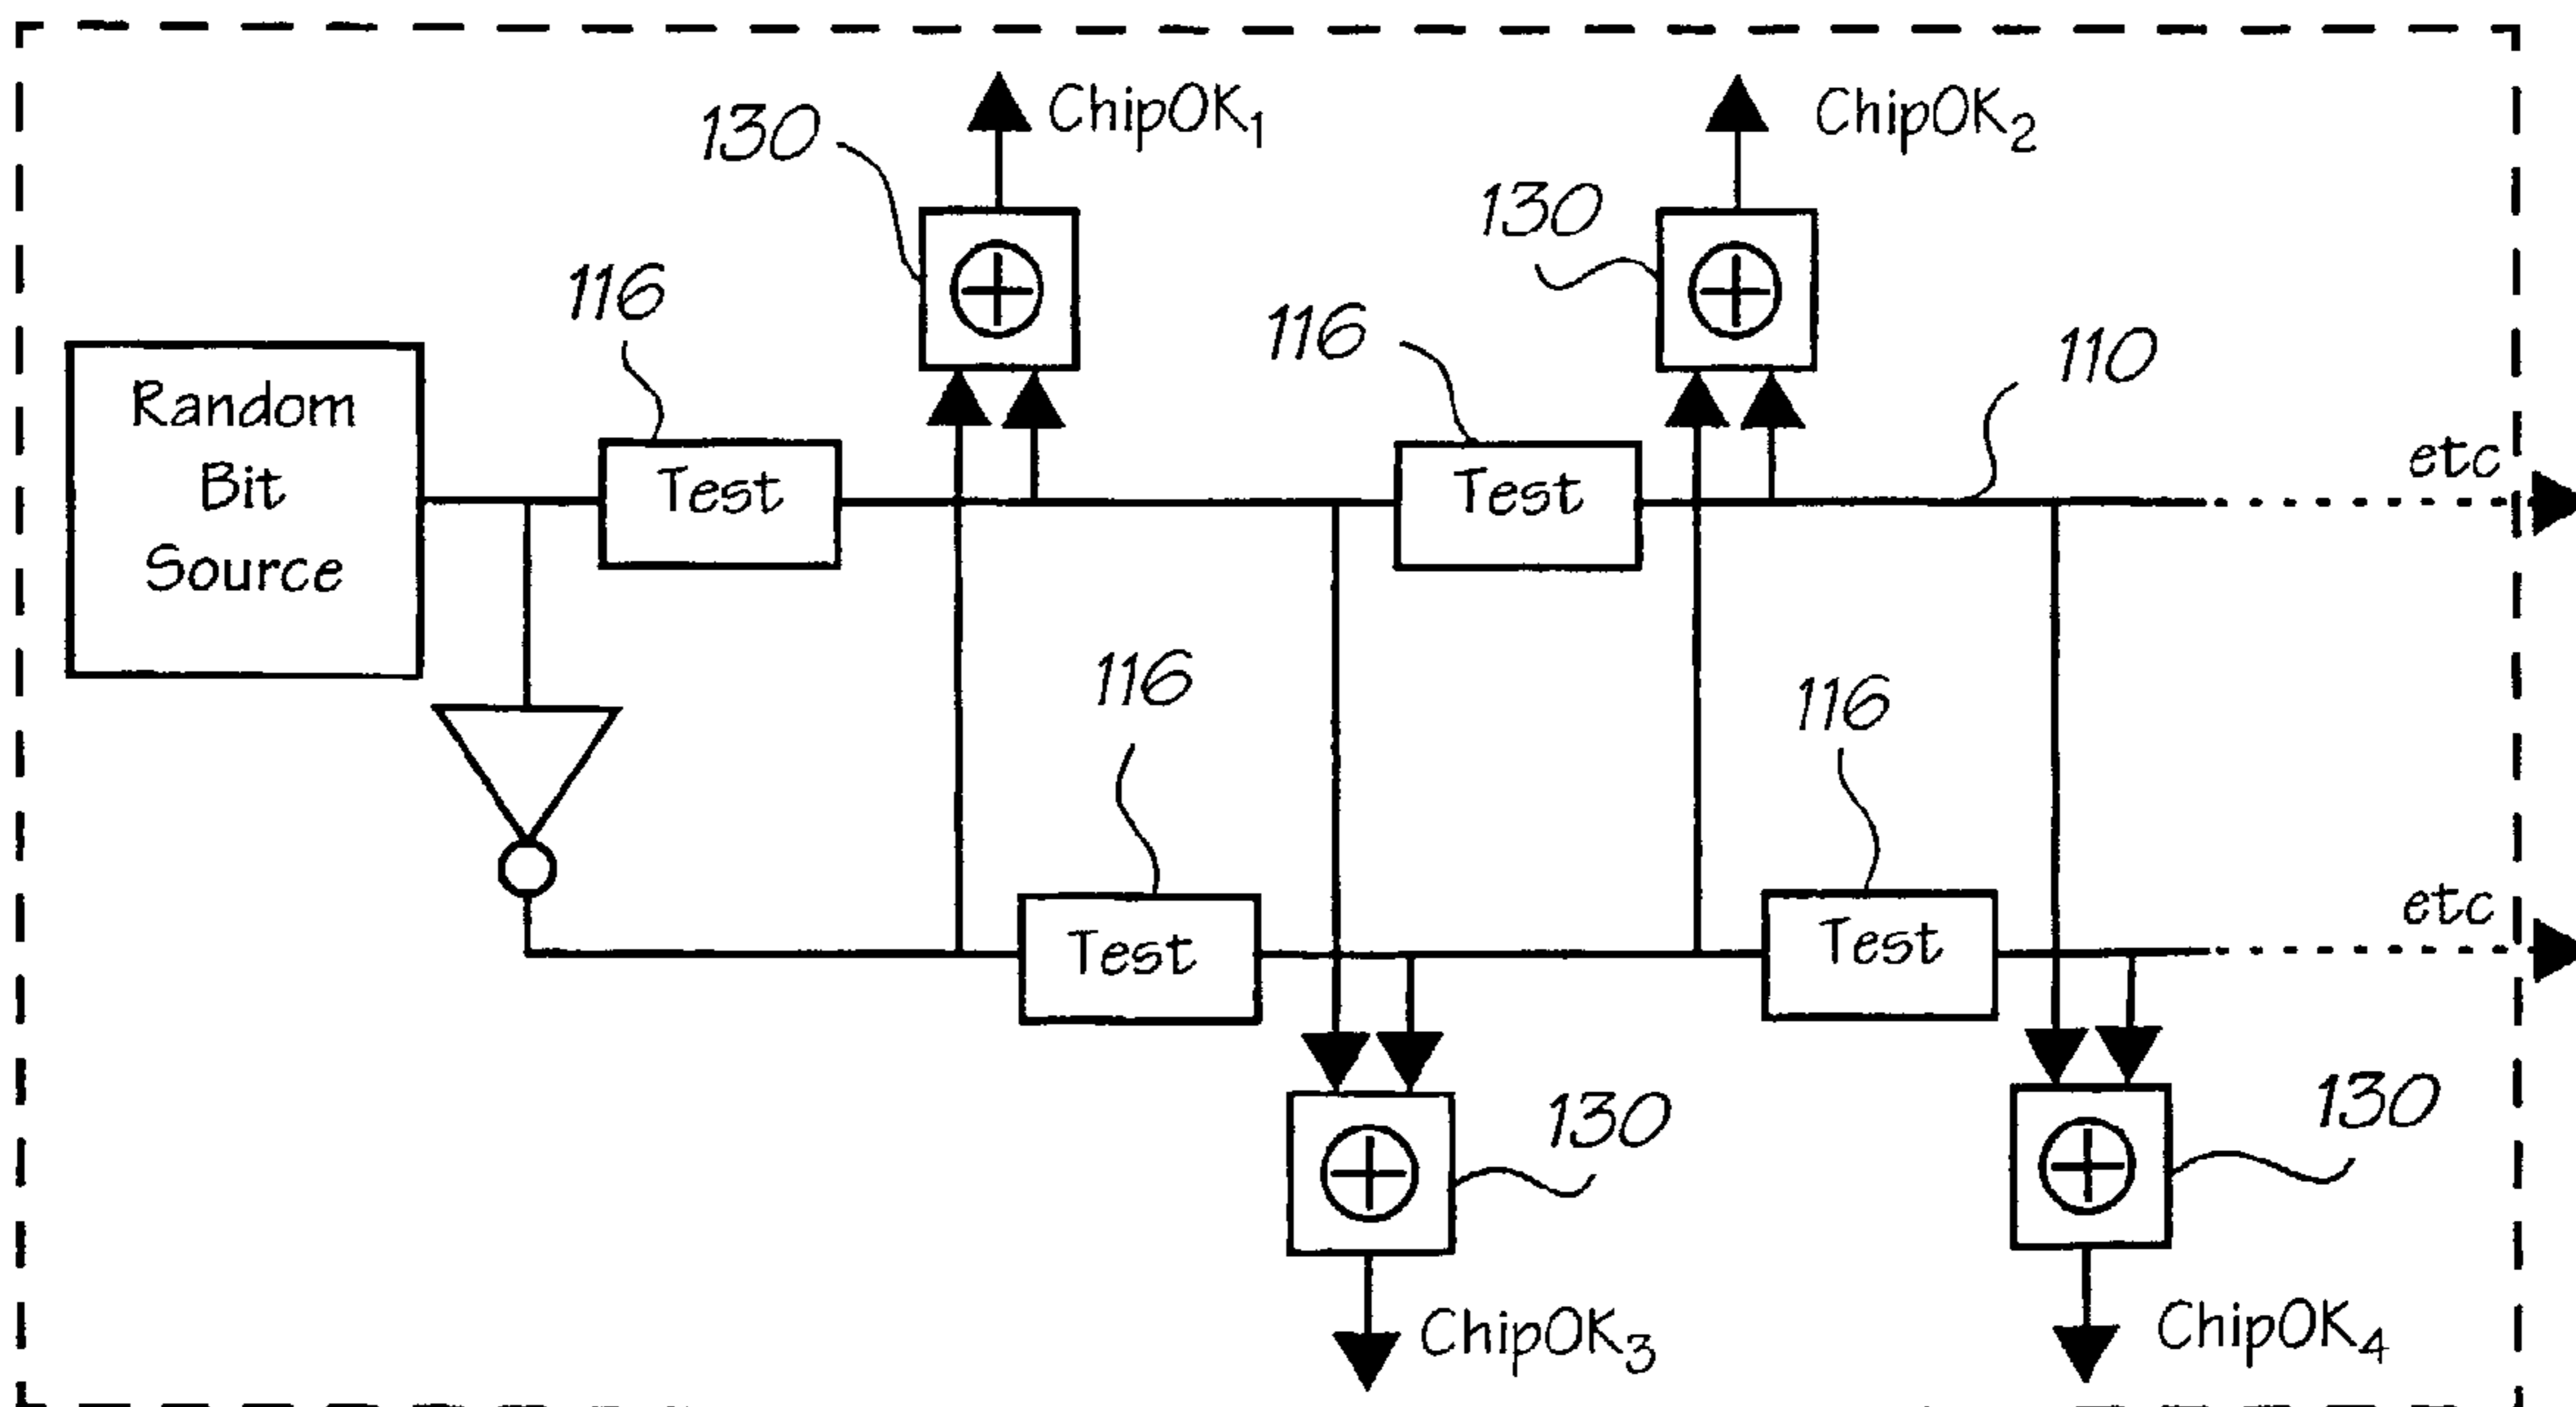 130
ChipOK₁
ChipOK₂
130
116
116
110
Random
Bit
Source
Test
Test
etc
116
116
Test
Test
etc
130
130
ChipOK₃
ChipOK₄